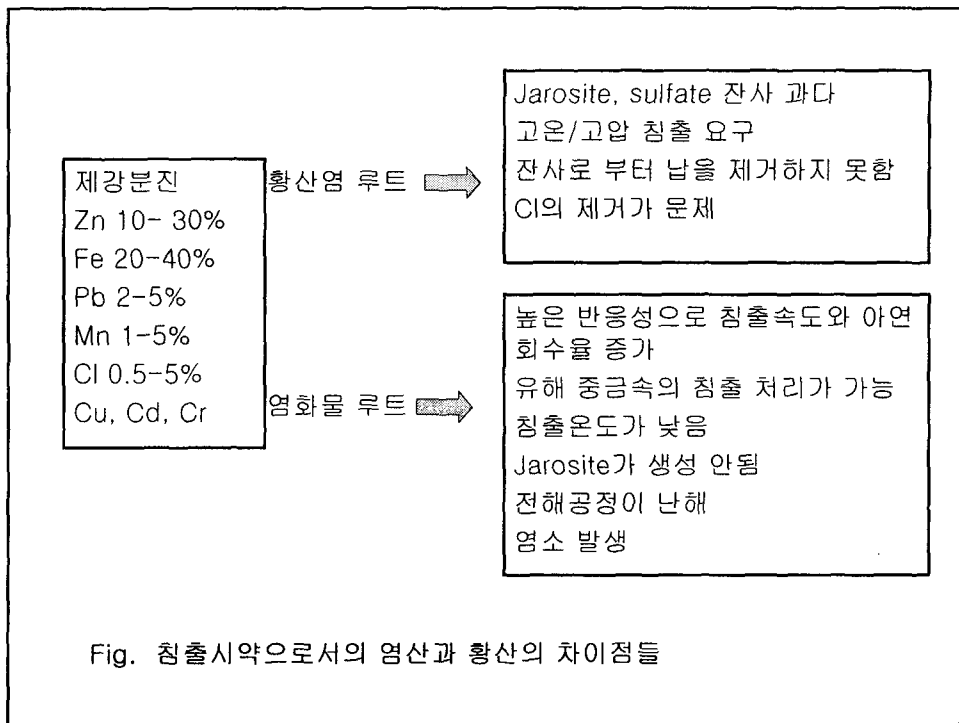 제강분진
Zn 10- 30%
Fe 20-40%
Pb 2-5%
Mn 1-5%
Cl 0.5-5%
Cu, Cd, Cr
황산염 루트
Jarosite, sulfate 잔사 과다
고온/고압 침출 요구
잔사로 부터 납을 제거하지 못함
Cl의 제거가 문제
염화물 루트
높은 반응성으로 침출속도와 아연
회수율 증가
유해 중금속의 침출 처리가 가능
침출온도가 낮음
Jarosite가 생성 안됨
전해공정이 난해
염소 발생
Fig. 침출시약으로서의 염산과 황산의 차이점들